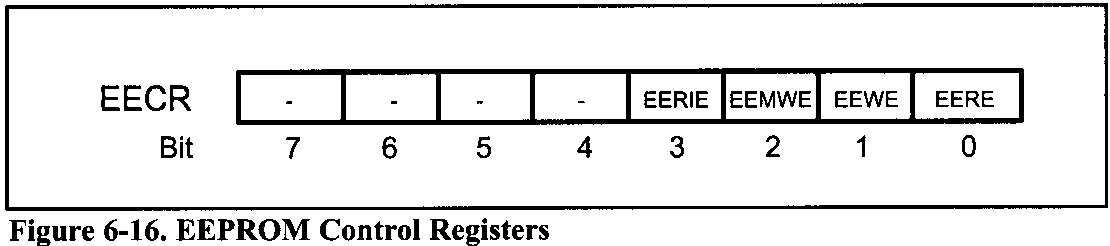 EECR - - - - EERIE EEMWE EEWE EERE
Bit 7 6 5 4 3 2 1 0
Figure 6-16. EEPROM Control Registers